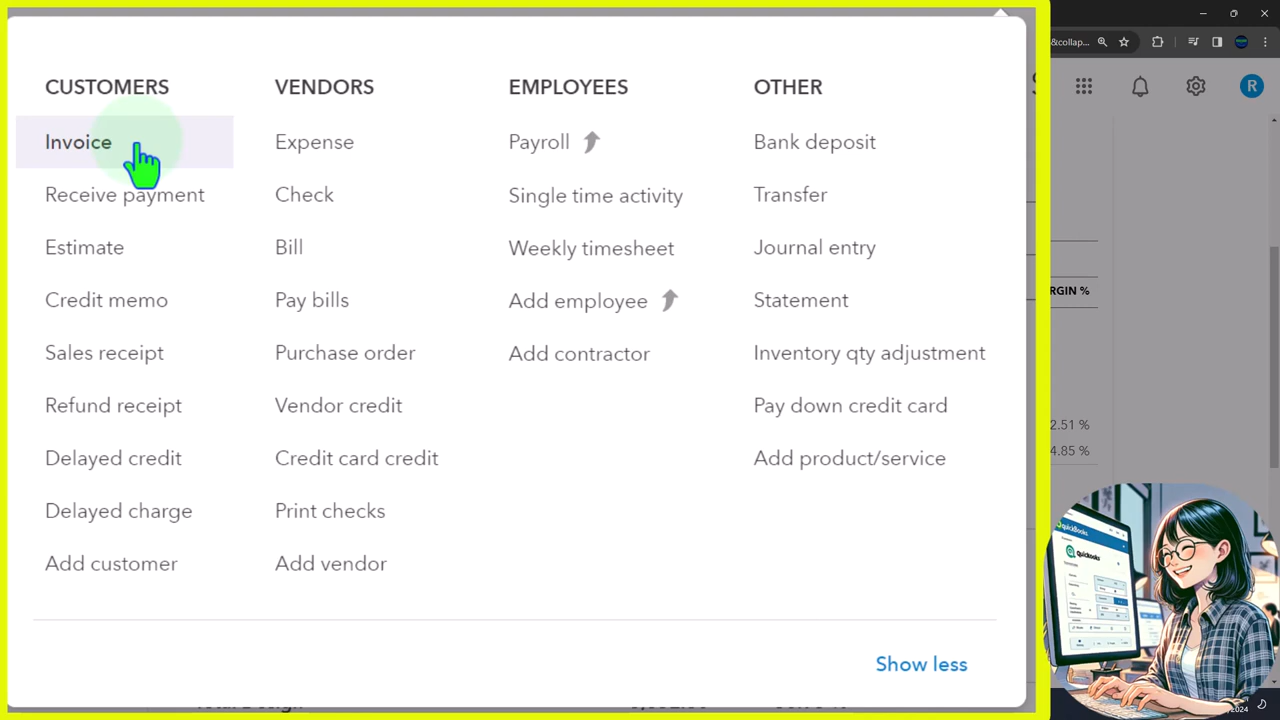 CUSTOMERS
Invoice
Receive payment
Estimate
Credit memo
Sales receipt
Refund receipt
Delayed credit
Delayed charge
Add customer
VENDORS
Expense
Check
Bill
Pay bills
Purchase order
Vendor credit
Credit card credit
Print checks
Add vendor
EMPLOYEES
Payroll
Single time activity
Weekly timesheet
Add employee
Add contractor
OTHER
Bank deposit
Transfer
Journal entry
Statement
Inventory qty adjustment
Pay down credit card
Add product/service
Show less
&collap...
R
RGIN %
2.51 %
4.85 %
quickBooks
quickbooks